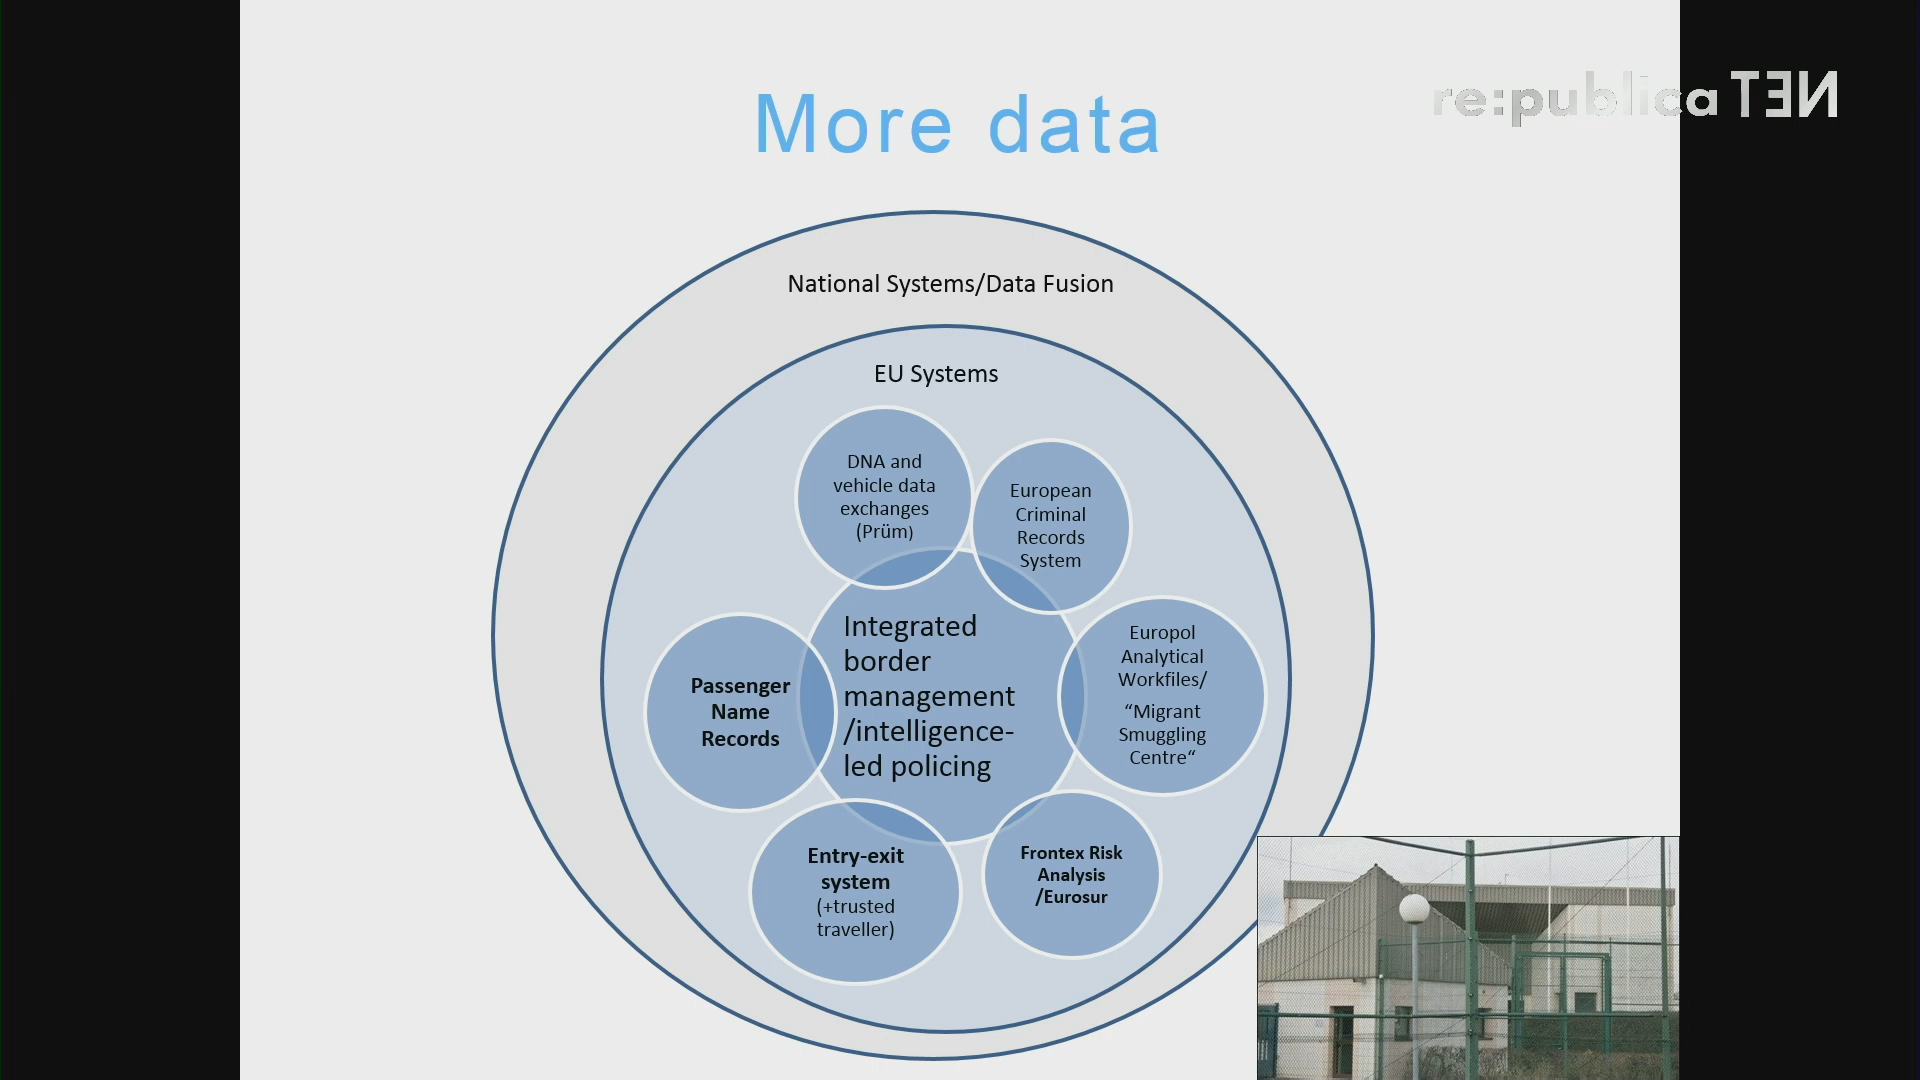 re:publica TEN
More data
National Systems/Data Fusion
EU Systems
DNA and
vehicle data
exchanges
(Prüm)
European
Criminal
Records
System
Integrated
border
management
/intelligence-
led policing
Europol
Analytical
Workfiles/
“Migrant
Smuggling
Centre“
Passenger
Name
Records
Entry-exit
system
(+trusted
traveller)
Frontex Risk
Analysis
/Eurosur